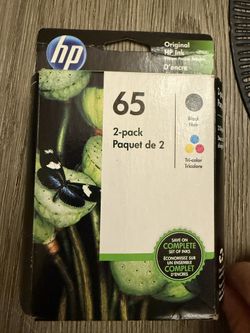 hp
Original
HP Ink
D'encre
65
2-pack
Paquet de 2
Black
Noir
Tri-color
Tricolore
SAVE ON
COMPLETE
SET OF INKS
ÉCONOMISEZ SUR
UN ENSEMBLE
COMPLET
D'ENCRES